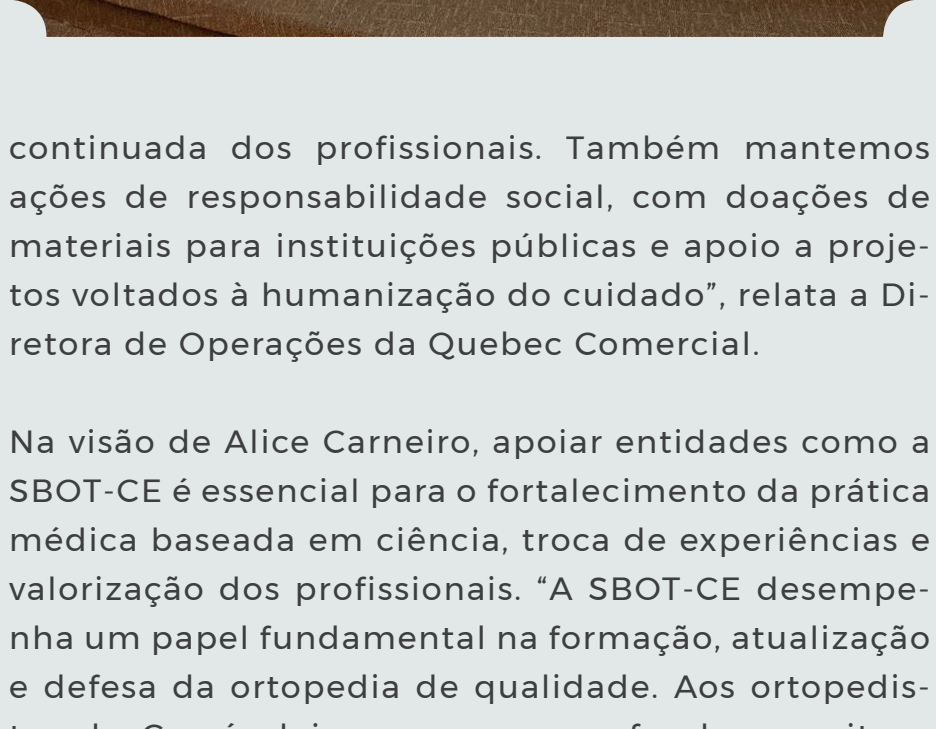 continuada dos profissionais. Também mantemos
ações de responsabilidade social, com doações de
materiais para instituições públicas e apoio a proje-
tos voltados à humanização do cuidado”, relata a Di-
retora de Operações da Quebec Comercial.
Na visão de Alice Carneiro, apoiar entidades como a
SBOT-CE é essencial para o fortalecimento da prática
médica baseada em ciência, troca de experiências e
valorização dos profissionais. “A SBOT-CE desempe-
nha um papel fundamental na formação, atualização
e defesa da ortopedia de qualidade. Aos ortopedis-